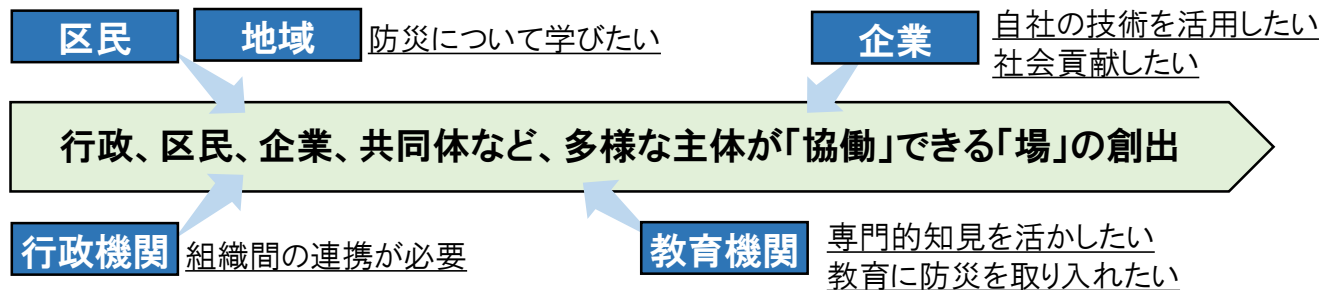 区民
地域
防災について学びたい
企業
自社の技術を活用したい
社会貢献したい
行政、区民、企業、共同体など、多様な主体が「協働」できる「場」の創出
行政機関
組織間の連携が必要
教育機関
専門的知見を活かしたい
教育に防災を取り入れたい